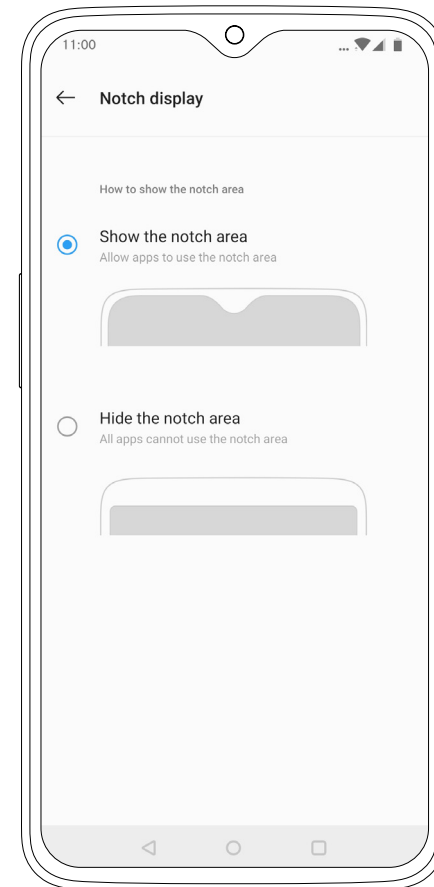 11:00
...
Notch display
How to show the notch area
Show the notch area
Allow apps to use the notch area
Hide the notch area
All apps cannot use the notch area